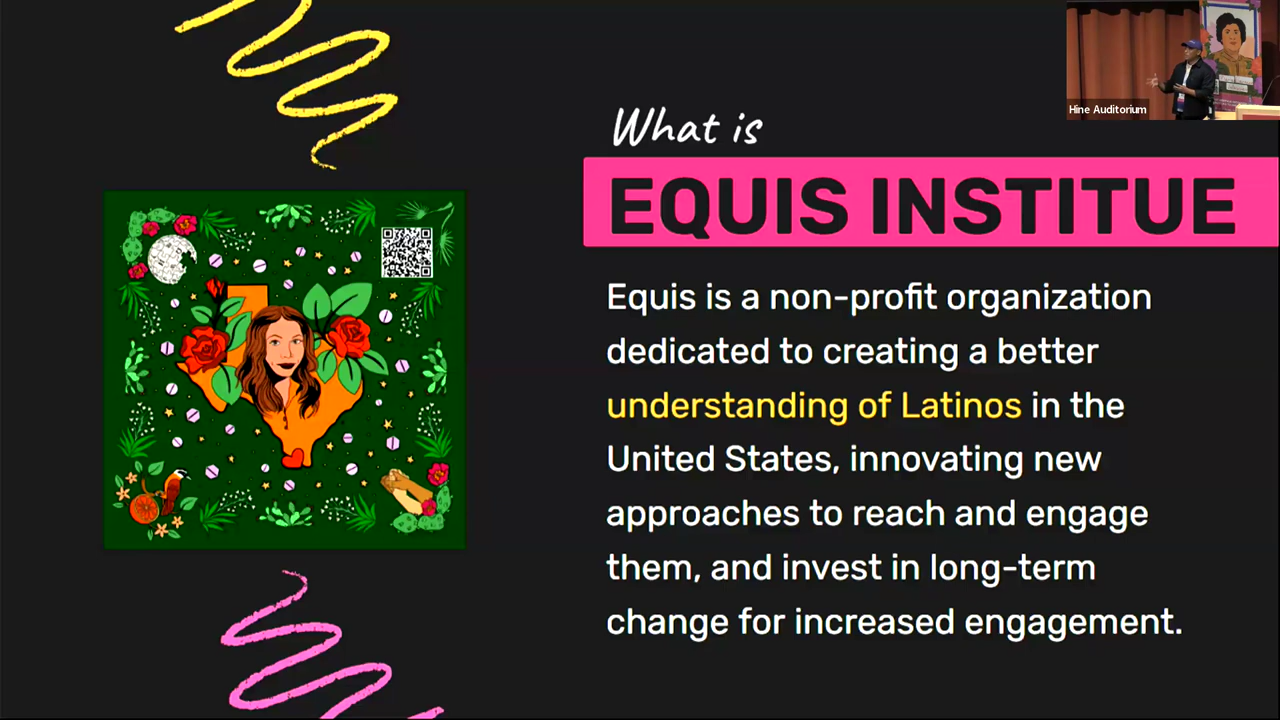 Hine Auditorium
What is
EQUIS INSTITUE
Equis is a non-profit organization
dedicated to creating a better
understanding of Latinos in the
United States, innovating new
approaches to reach and engage
them, and invest in long-term
change for increased engagement.